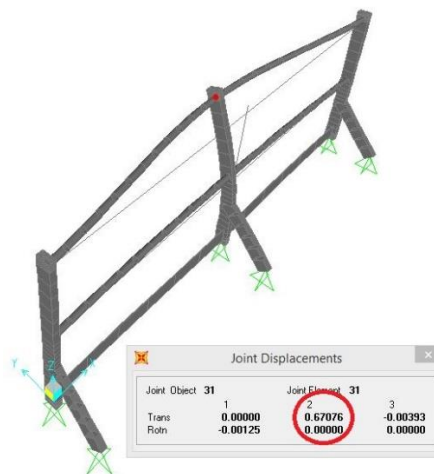 Z
Y
X
Joint Displacements
Joint Object 31 Joint Element 31
1 2 3
Trans 0.00000 0.67076 -0.00393
Rotn -0.00125 0.00000 0.00000